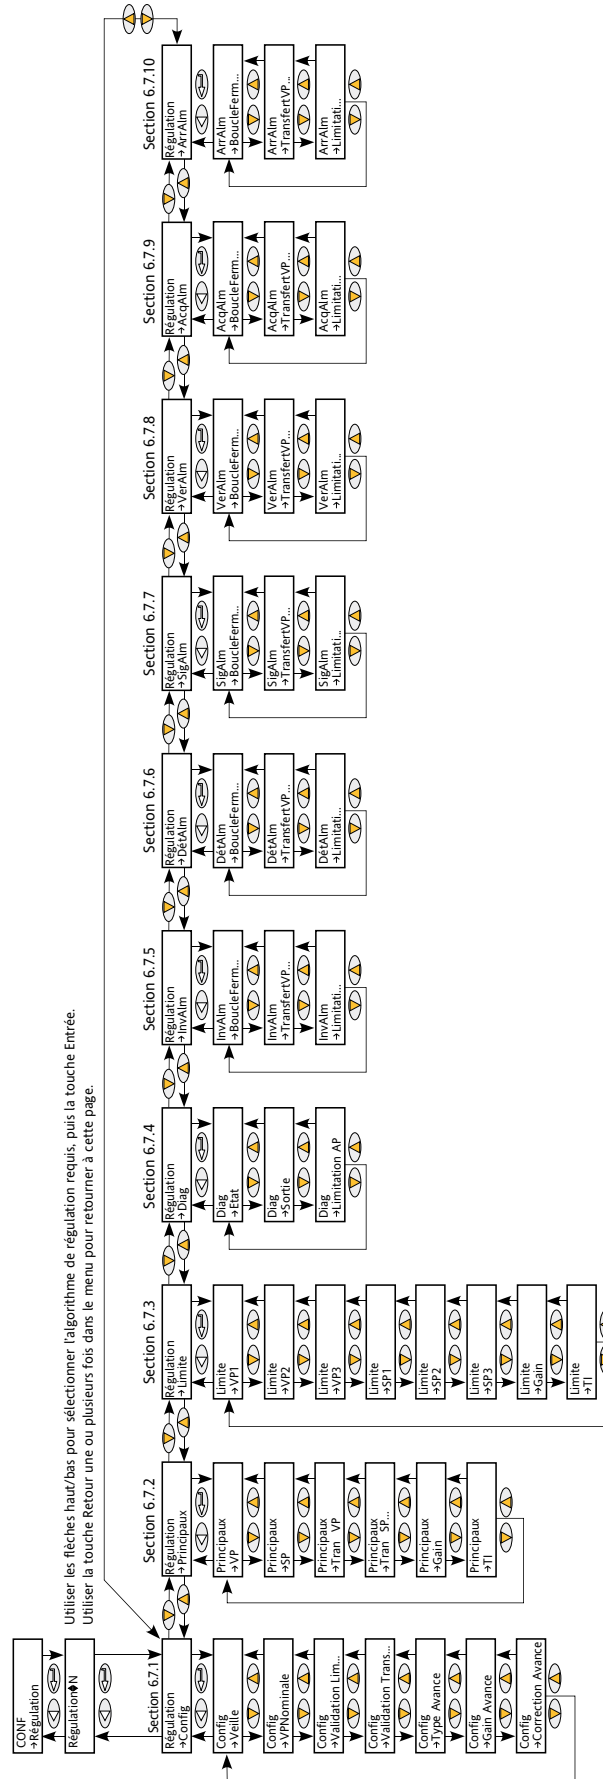 Utiliser les flèches haut/bas pour sélectionner l'algorithme de régulation requis, puis la touche Entrée.
Utiliser la touche Retour une ou plusieurs fois dans le menu pour retourner à cette page.
CONF
→Régulation
Régulation♦N
Section 6.7.1
Régulation
→Config
Config
→Veille
Config
→VPNominale
Config
→Validation Lim...
Config
→Validation Trans...
Config
→Type Avance
Config
→Gain Avance
Config
→Correction Avance
Section 6.7.2
Régulation
→Principaux
Principaux
→VP
Principaux
→SP
Principaux
→Tran VP
Principaux
→Tran SP...
Principaux
→Gain
Principaux
→TI
Section 6.7.3
Régulation
→Limite
Limite
→VP1
Limite
→VP2
Limite
→VP3
Limite
→SP1
Limite
→SP2
Limite
→SP3
Limite
→Gain
Limite
→TI
Section 6.7.4
Régulation
→Diag
Diag
→Etat
Diag
→Sortie
Diag
→Limitation AP
Section 6.7.5
Régulation
→InvAlm
InvAlm
→BoucleFerm...
InvAlm
→TransfertVP...
InvAlm
→Limitati...
Section 6.7.6
Régulation
→DétAlm
DétAlm
→BoucleFerm...
DétAlm
→TransfertVP...
DétAlm
→Limitati...
Section 6.7.7
Régulation
→SigAlm
SigAlm
→BoucleFerm...
SigAlm
→TransfertVP...
SigAlm
→Limitati...
Section 6.7.8
Régulation
→VerAlm
VerAlm
→BoucleFerm...
VerAlm
→TransfertVP...
VerAlm
→Limitati...
Section 6.7.9
Régulation
→AcqAlm
AcqAlm
→BoucleFerm...
AcqAlm
→TransfertVP...
AcqAlm
→Limitati...
Section 6.7.10
Régulation
→ArrAlm
ArrAlm
→BoucleFerm...
ArrAlm
→TransfertVP...
ArrAlm
→Limitati...